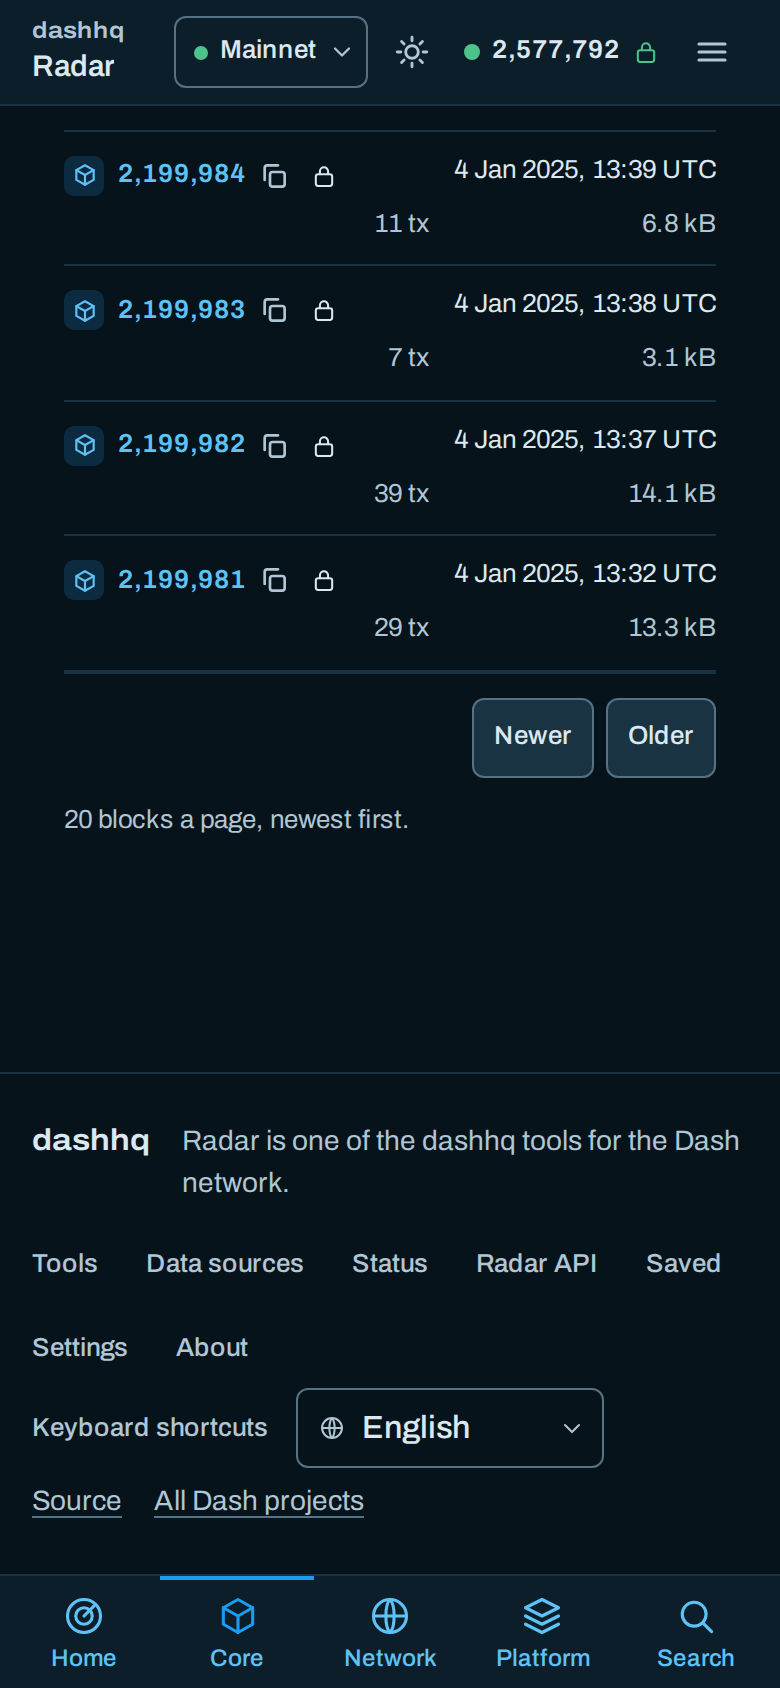 dashhq
Radar
Mainnet
2,577,792
2,199,984
4 Jan 2025, 13:39 UTC
11 tx
6.8 kB
2,199,983
4 Jan 2025, 13:38 UTC
7 tx
3.1 kB
2,199,982
4 Jan 2025, 13:37 UTC
39 tx
14.1 kB
2,199,981
4 Jan 2025, 13:32 UTC
29 tx
13.3 kB
Newer
Older
20 blocks a page, newest first.
dashhq
Radar is one of the dashhq tools for the Dash
network.
Tools
Data sources
Status
Radar API
Saved
Settings
About
Keyboard shortcuts
English
Source
All Dash projects
Home
Core
Network
Platform
Search